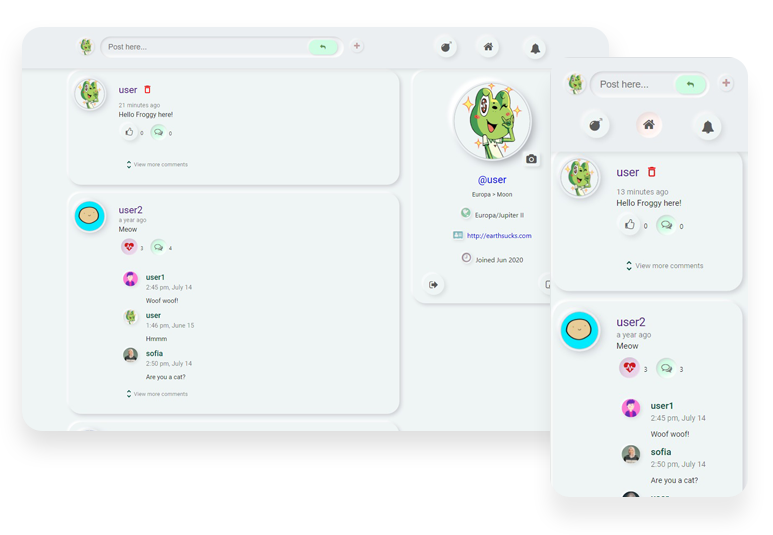 Post here...
user
21 minutes ago
Hello Froggy here!
0 0
View more comments
user2
a year ago
Meow
3 4
user1
2:45 pm, July 14
Woof woof!
user
1:46 pm, June 15
Hmmm
sofia
2:50 pm, July 14
Are you a cat?
View more comments
@user
Europa > Moon
Europa/Jupiter II
http://earthsucks.com
Joined Jun 2020
Post here...
user
13 minutes ago
Hello Froggy here!
0 0
View more comments
user2
a year ago
Meow
3 3
user1
2:45 pm, July 14
Woof woof!
sofia
2:50 pm, July 14
Are you a cat?